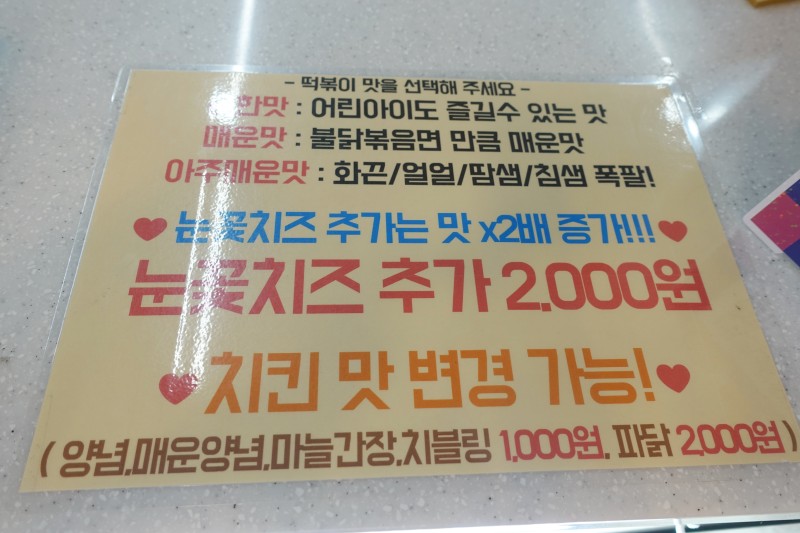 - 떡볶이 맛을 선택해 주세요 -
한맛 : 어린아이도 즐길수 있는 맛
매운맛 : 불닭볶음면 만큼 매운맛
아주매운맛 : 화끈/얼얼/땀샘/침샘 폭팔!
눈꽃치즈 추가는 맛 x2배 증가!!!
눈꽃치즈 추가 2,000원
치킨 맛 변경 가능!
( 양념,매운양념,마늘간장,치블링 1,000원, 파닭 2,000원 )